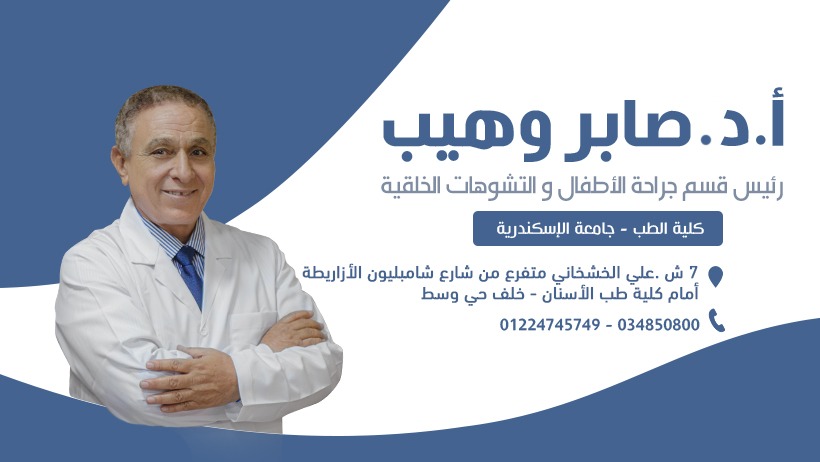 أ.د.صابر وهيب
رئيس قسم جراحة الأطفال و التشوهات الخلقية
كلية الطب - جامعة الإسكندرية
7 ش .علي الخشخاني متفرع من شارع شامبليون الأزاريطة
أمام كلية طب الأسنان - خلف حي وسط
034850800 - 01224745749